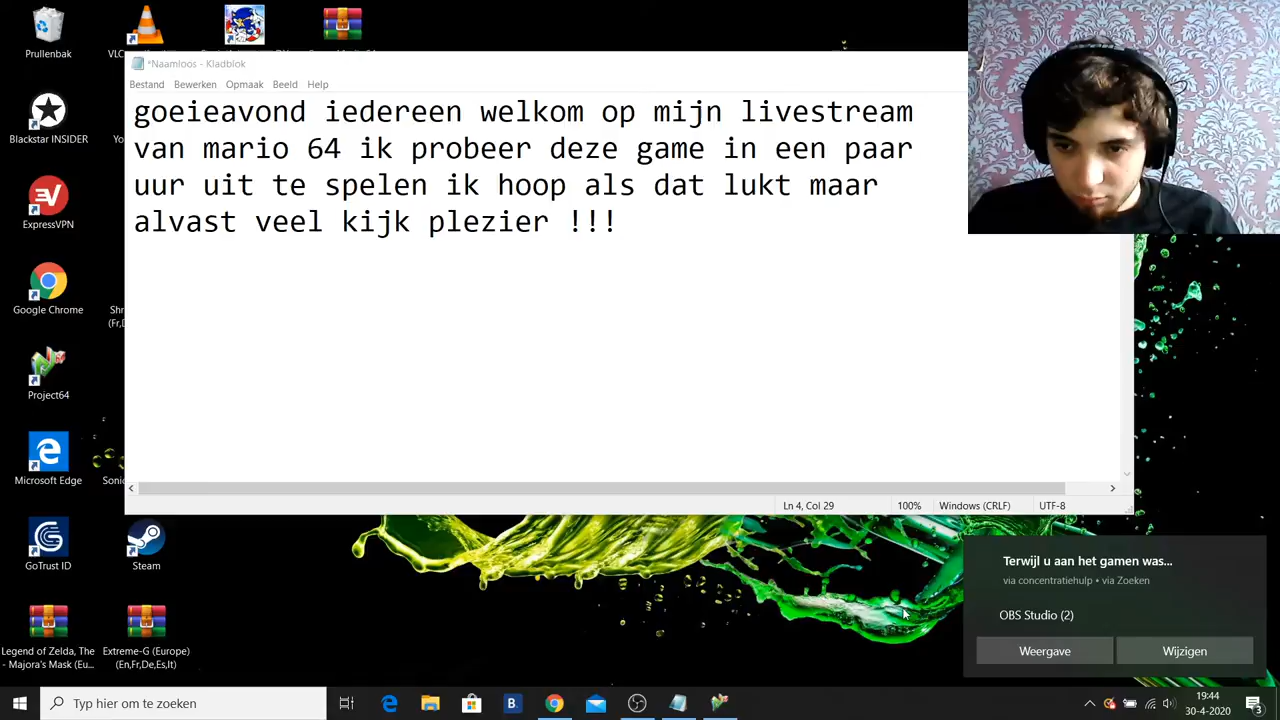 Prullenbak
VLC
*Naamloos - Kladblok
Bestand Bewerken Opmaak Beeld Help
goeieavond iedereen welkom op mijn livestream
van mario 64 ik probeer deze game in een paar
uur uit te spelen ik hoop als dat lukt maar
alvast veel kijk plezier !!!
Blackstar INSIDER
Yo
ExpressVPN
Google Chrome
Shr
(Fr,D
Project64
Microsoft Edge
Sonic
Ln 4, Col 29 100% Windows (CRLF) UTF-8
GoTrust ID
Steam
Legend of Zelda, The
- Majora's Mask (Eu...
Extreme-G (Europe)
(En,Fr,De,Es,It)
Terwijl u aan het gamen was...
via concentratiehulp • via Zoeken
OBS Studio (2)
Weergave Wijzigen
Typ hier om te zoeken
19:44
30-4-2020